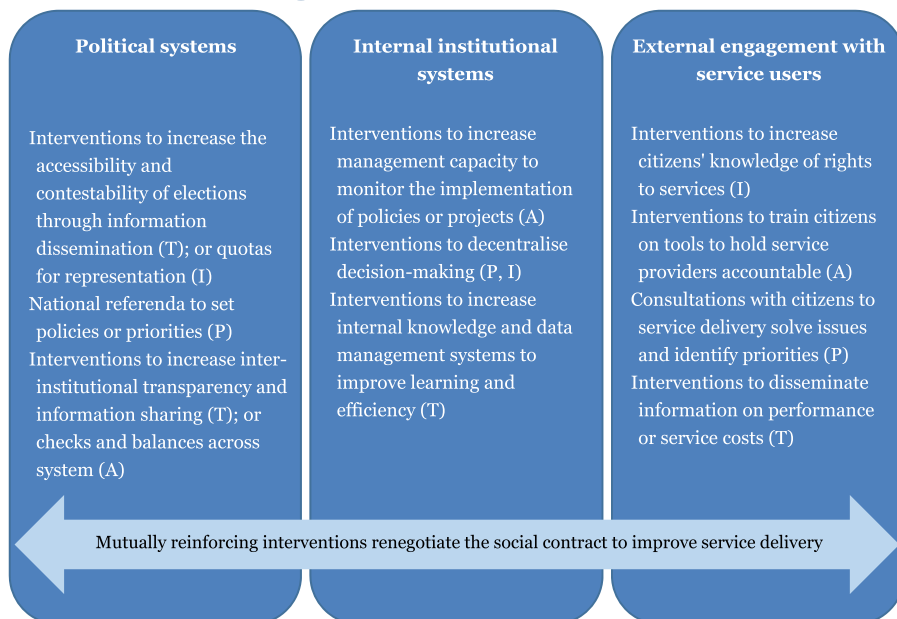 Political systems
Interventions to increase the
accessibility and
contestability of elections
through information
dissemination (T); or quotas
for representation (I)
National referenda to set
policies or priorities (P)
Interventions to increase inter-
institutional transparency and
information sharing (T); or
checks and balances across
system (A)
Internal institutional
systems
Interventions to increase
management capacity to
monitor the implementation
of policies or projects (A)
Interventions to decentralise
decision-making (P, I)
Interventions to increase
internal knowledge and data
management systems to
improve learning and
efficiency (T)
External engagement with
service users
Interventions to increase
citizens' knowledge of rights
to services (I)
Interventions to train citizens
on tools to hold service
providers accountable (A)
Consultations with citizens to
service delivery solve issues
and identify priorities (P)
Interventions to disseminate
information on performance
or service costs (T)
Mutually reinforcing interventions renegotiate the social contract to improve service delivery